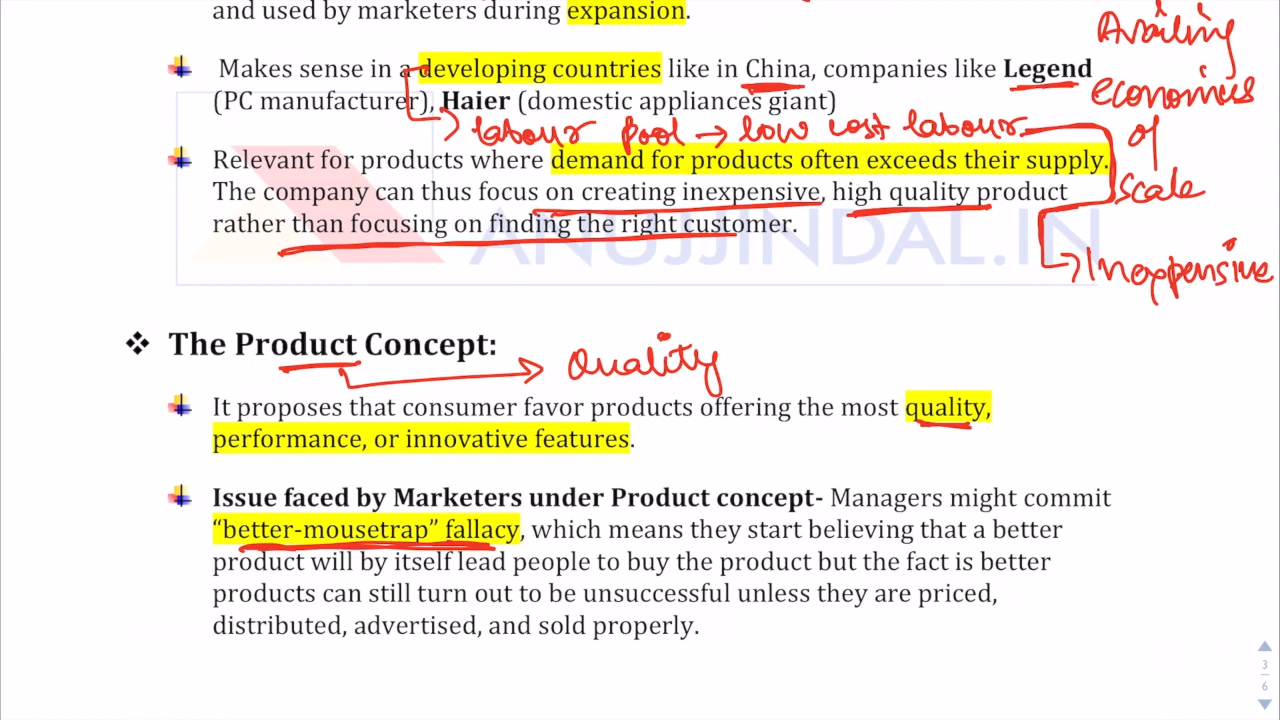 and used by marketers during expansion.
Availing
economies
of
scale
Makes sense in a developing countries like in China, companies like Legend
(PC manufacturer), Haier (domestic appliances giant)
labour pool → low cost labour
Relevant for products where demand for products often exceeds their supply.
The company can thus focus on creating inexpensive, high quality product
rather than focusing on finding the right customer.
Inexpensive
ANUJJINDAL.IN
❖ The Product Concept:
Quality
It proposes that consumer favor products offering the most quality,
performance, or innovative features.
Issue faced by Marketers under Product concept- Managers might commit
“better-mousetrap” fallacy, which means they start believing that a better
product will by itself lead people to buy the product but the fact is better
products can still turn out to be unsuccessful unless they are priced,
distributed, advertised, and sold properly.
3
6